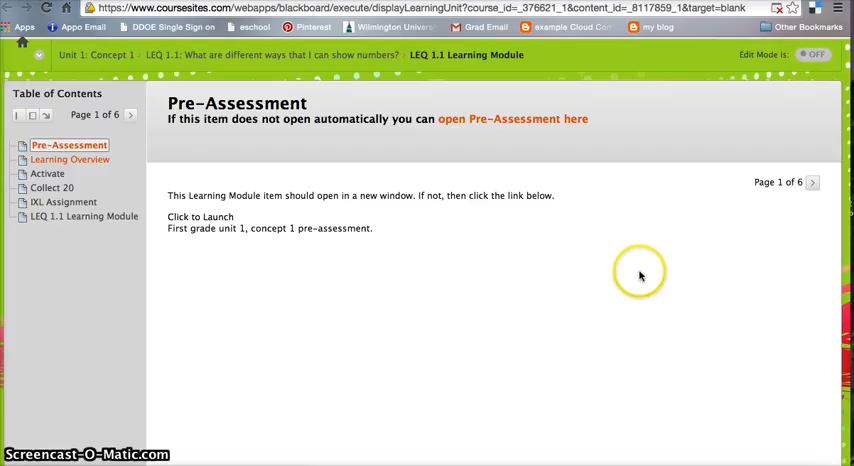 https://www.coursesites.com/webapps/blackboard/execute/displayLearningUnit?course_id=_376621_1&content_id=_8117859_1&target=blank
Apps Appo Email DDOE Single Sign on eschool Pinterest Wilmington Univers Grad Email example Cloud Con my blog Other Bookmarks
Unit 1: Concept 1 LEQ 1.1: What are different ways that I can show numbers? LEQ 1.1 Learning Module Edit Mode is: OFF
Table of Contents
Page 1 of 6
Pre-Assessment
Learning Overview
Activate
Collect 20
IXL Assignment
LEQ 1.1 Learning Module
Pre-Assessment
If this item does not open automatically you can open Pre-Assessment here
Page 1 of 6
This Learning Module item should open in a new window. If not, then click the link below.
Click to Launch
First grade unit 1, concept 1 pre-assessment.
Screencast-O-Matic.com